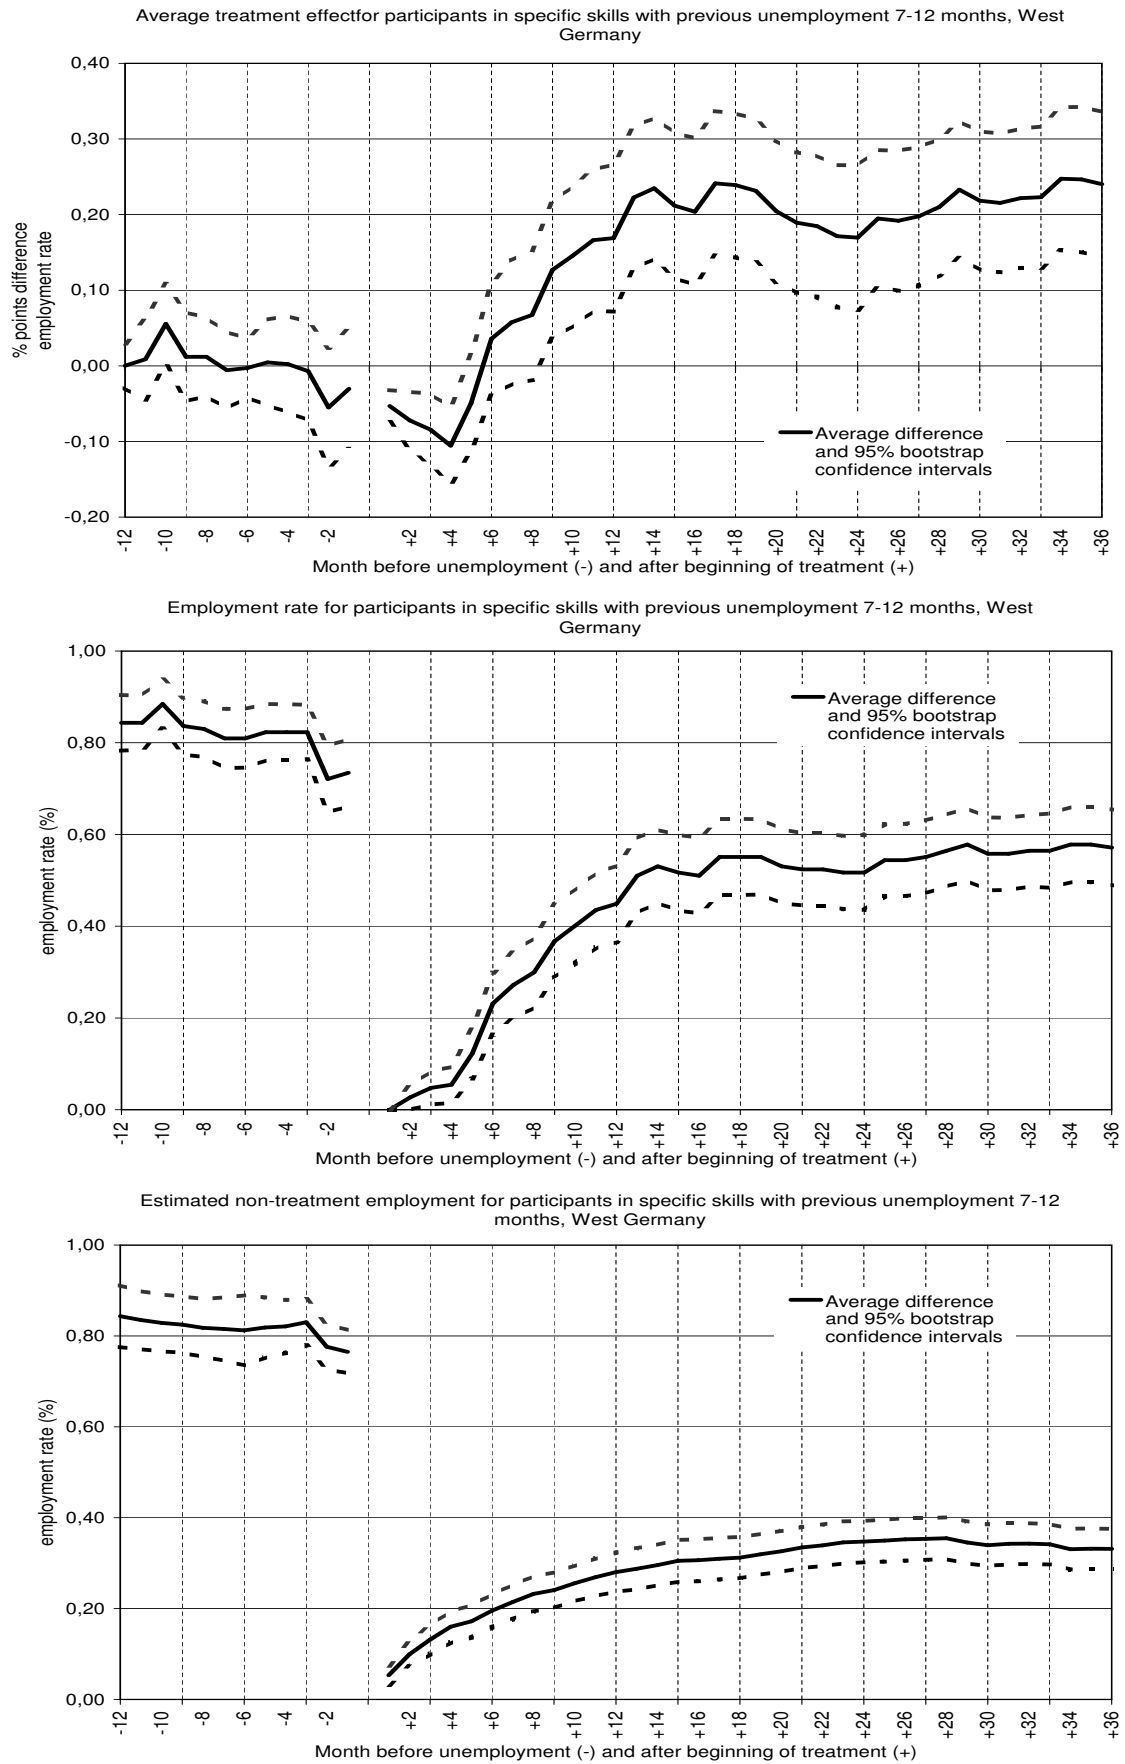 Average treatment effectfor participants in specific skills with previous unemployment 7-12 months, West
Germany
0,40
0,30
0,20
0,10
0,00
-0,10
-0,20
% points difference
employment rate
Average difference
and 95% bootstrap
confidence intervals
-12 -10 -8 -6 -4 -2 +2 +4 +6 +8 +10 +12 +14 +16 +18 +20 +22 +24 +26 +28 +30 +32 +34 +36
Month before unemployment (-) and after beginning of treatment (+)
Employment rate for participants in specific skills with previous unemployment 7-12 months, West
Germany
1,00
0,80
0,60
0,40
0,20
0,00
employment rate (%)
Average difference
and 95% bootstrap
confidence intervals
-12 -10 -8 -6 -4 -2 +2 +4 +6 +8 +10 +12 +14 +16 +18 +20 +22 +24 +26 +28 +30 +32 +34 +36
Month before unemployment (-) and after beginning of treatment (+)
Estimated non-treatment employment for participants in specific skills with previous unemployment 7-12
months, West Germany
1,00
0,80
0,60
0,40
0,20
0,00
employment rate (%)
Average difference
and 95% bootstrap
confidence intervals
-12 -10 -8 -6 -4 -2 +2 +4 +6 +8 +10 +12 +14 +16 +18 +20 +22 +24 +26 +28 +30 +32 +34 +36
Month before unemployment (-) and after beginning of treatment (+)